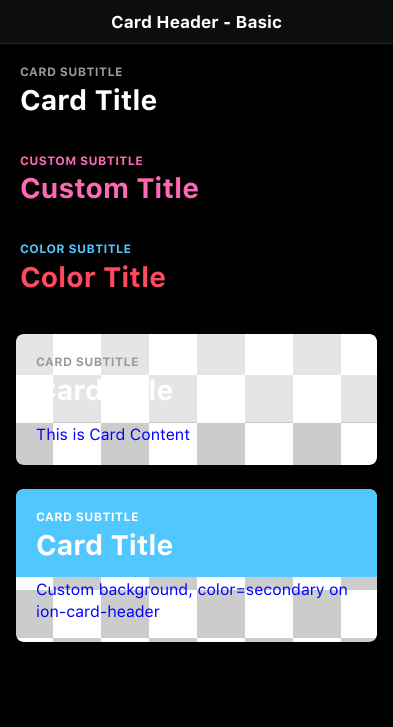 Card Header - Basic
CARD SUBTITLE
Card Title
CUSTOM SUBTITLE
Custom Title
COLOR SUBTITLE
Color Title
CARD SUBTITLE
Card Title
This is Card Content
CARD SUBTITLE
Card Title
Custom background, color=secondary on
ion-card-header